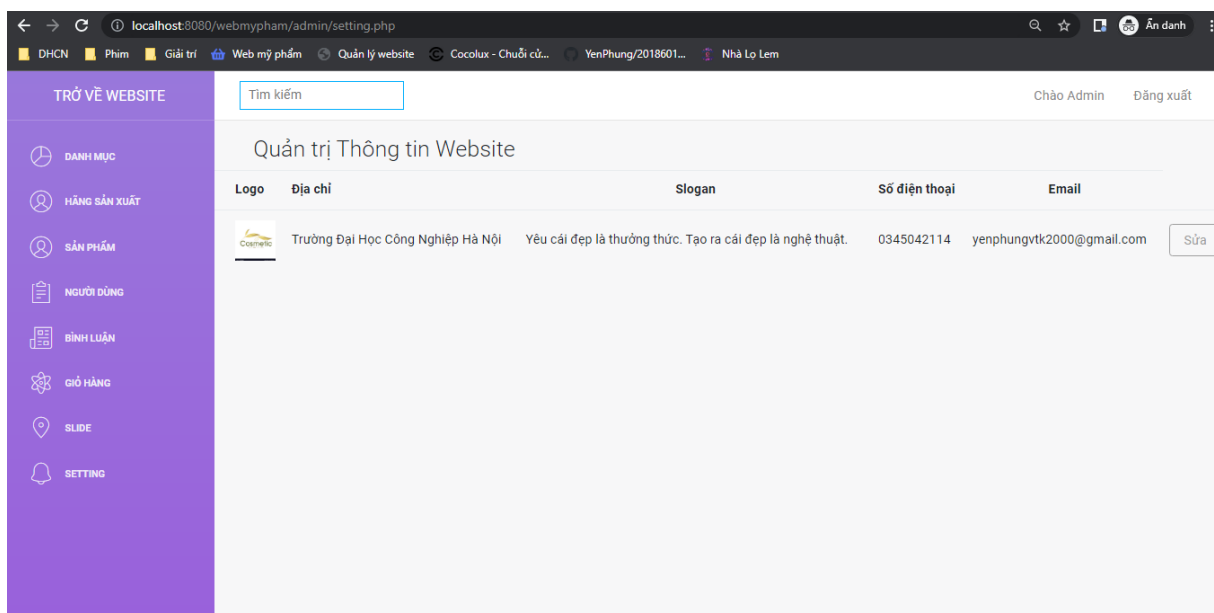 localhost:8080/webmypham/admin/setting.php Ẩn danh
DHCN Phim Giải trí Web mỹ phẩm Quản lý website Cocolux - Chuỗi cử... YenPhung/2018601... Nhà Lọ Lem
TRỞ VỀ WEBSITE Tìm kiếm Chào Admin Đăng xuất
Quản trị Thông tin Website
DANH MỤC
Logo Địa chỉ Slogan Số điện thoại Email
HÃNG SẢN XUẤT
Cosmetic Trường Đại Học Công Nghiệp Hà Nội Yêu cái đẹp là thưởng thức. Tạo ra cái đẹp là nghệ thuật. 0345042114 yenphungvtk2000@gmail.com Sửa
SẢN PHẨM
NGƯỜI DÙNG
BÌNH LUẬN
GIỎ HÀNG
SLIDE
SETTING